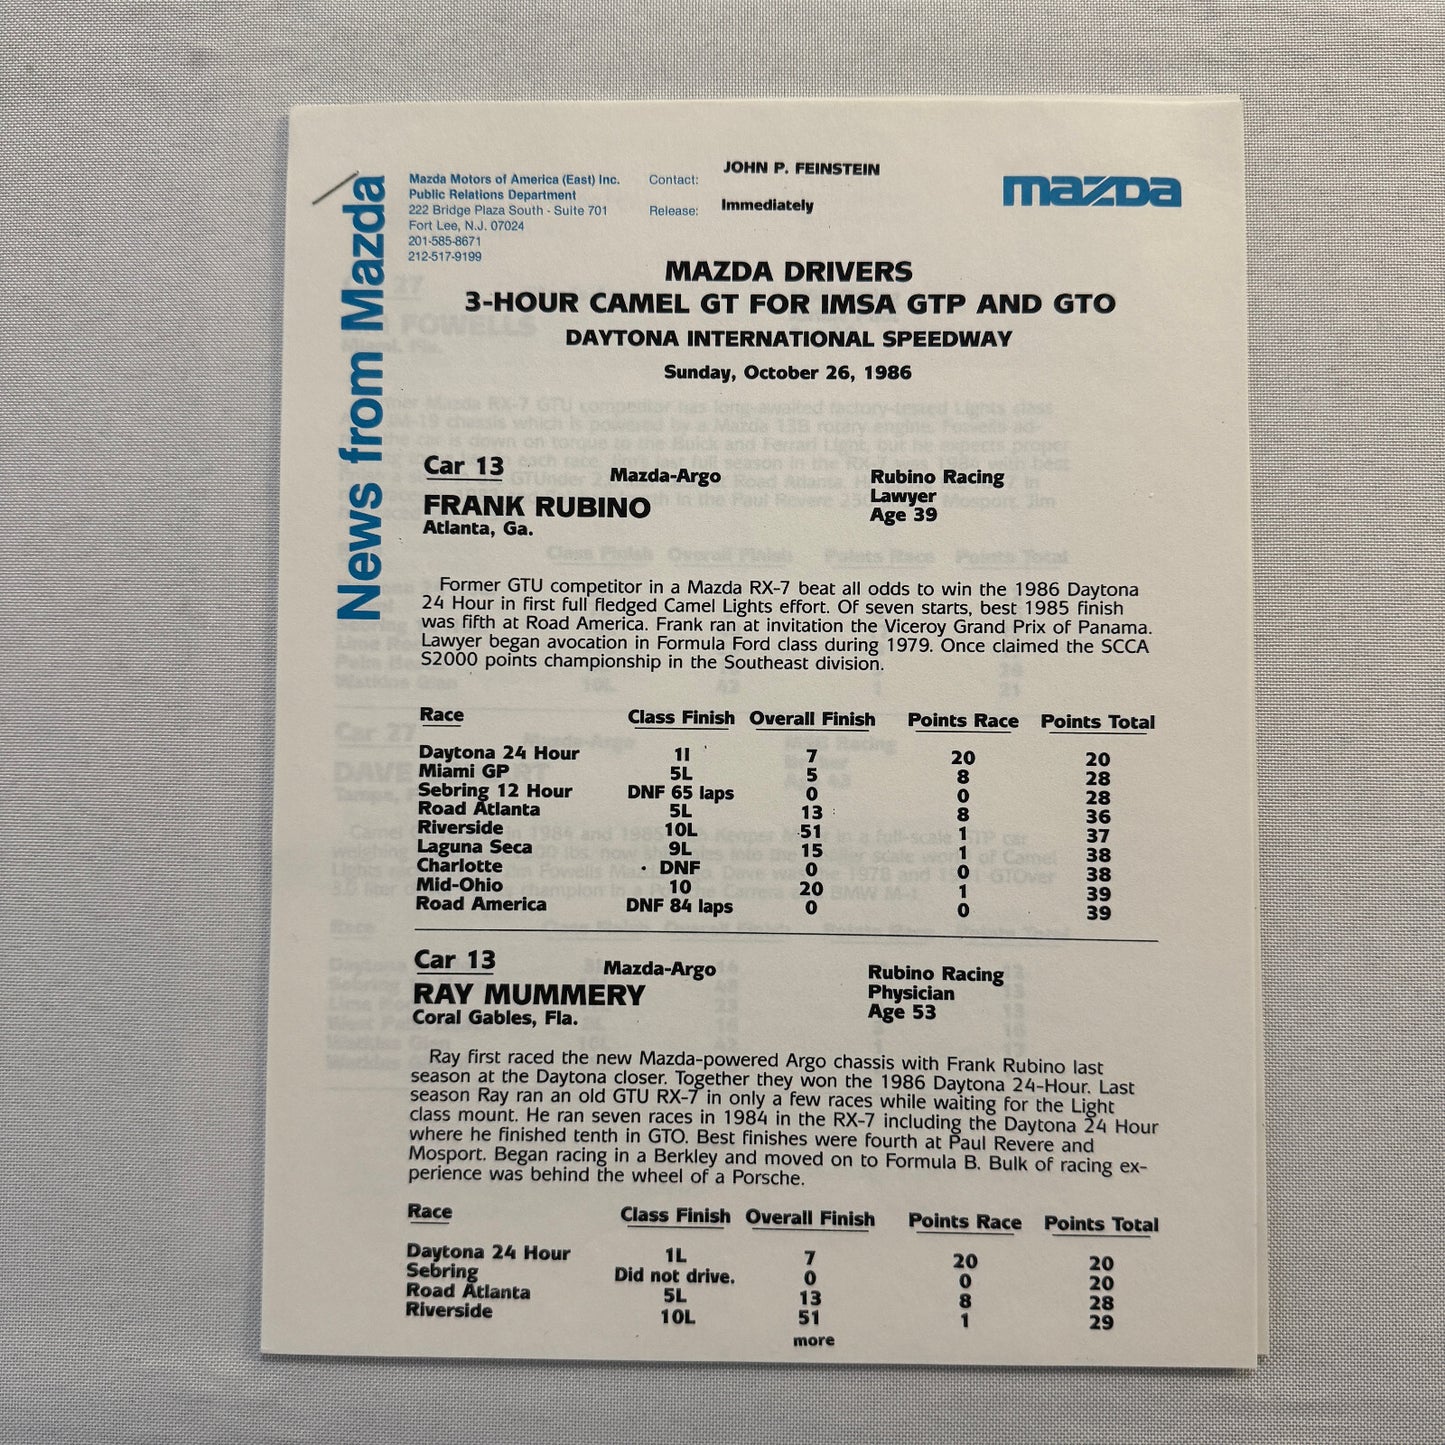 News from Mazda
Mazda Motors of America (East) Inc.
Public Relations Department
222 Bridge Plaza South - Suite 701
Fort Lee, N.J. 07024
201-585-8671
212-517-9199
Contact: JOHN P. FEINSTEIN
Release: Immediately
mazda
MAZDA DRIVERS
3-HOUR CAMEL GT FOR IMSA GTP AND GTO
DAYTONA INTERNATIONAL SPEEDWAY
Sunday, October 26, 1986
Car 13 Mazda-Argo Rubino Racing
Lawyer
FRANK RUBINO Age 39
Atlanta, Ga.
Former GTU competitor in a Mazda RX-7 beat all odds to win the 1986 Daytona
24 Hour in first full fledged Camel Lights effort. Of seven starts, best 1985 finish
was fifth at Road America. Frank ran at invitation the Viceroy Grand Prix of Panama.
Lawyer began avocation in Formula Ford class during 1979. Once claimed the SCCA
S2000 points championship in the Southeast division.
Race Class Finish Overall Finish Points Race Points Total
Daytona 24 Hour 1l 7 20 20
Miami GP 5L 5 8 28
Sebring 12 Hour DNF 65 laps 0 0 28
Road Atlanta 5L 13 8 36
Riverside 10L 51 1 37
Laguna Seca 9L 15 1 38
Charlotte DNF 0 0 38
Mid-Ohio 10 20 1 39
Road America DNF 84 laps 0 0 39
Car 13 Mazda-Argo Rubino Racing
Physician
RAY MUMMERY Age 53
Coral Gables, Fla.
Ray first raced the new Mazda-powered Argo chassis with Frank Rubino last
season at the Daytona closer. Together they won the 1986 Daytona 24-Hour. Last
season Ray ran an old GTU RX-7 in only a few races while waiting for the Light
class mount. He ran seven races in 1984 in the RX-7 including the Daytona 24 Hour
where he finished tenth in GTO. Best finishes were fourth at Paul Revere and
Mosport. Began racing in a Berkley and moved on to Formula B. Bulk of racing ex-
perience was behind the wheel of a Porsche.
Race Class Finish Overall Finish Points Race Points Total
Daytona 24 Hour 1L 7 20 20
Sebring Did not drive. 0 0 20
Road Atlanta 5L 13 8 28
Riverside 10L 51 1 29
more